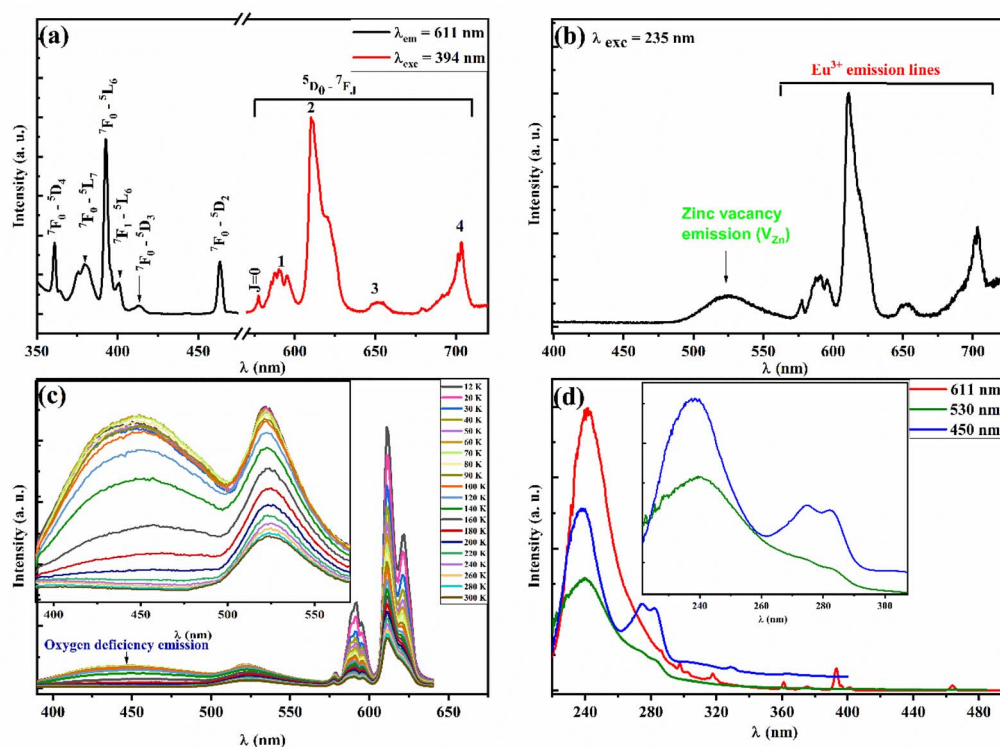 (a)
λem = 611 nm
λexc = 394 nm
⁵D₀ - ⁷F_J
⁷F₀ - ⁵D₄
⁷F₀ - ⁵L₇
⁷F₀ - ⁵L₆
⁷F₁ - ⁵L₆
⁷F₀ - ⁵D₃
⁷F₀ - ⁵D₂
J=0
1
2
3
4
Intensity (a. u.)
350 400 450 600 650 700
λ (nm)
(b)
λ exc = 235 nm
Eu³⁺ emission lines
Zinc vacancy
emission (V_Zn)
Intensity (a. u.)
400 450 500 550 600 650 700
λ (nm)
(c)
12 K
20 K
30 K
40 K
50 K
60 K
70 K
80 K
90 K
100 K
120 K
140 K
160 K
180 K
200 K
220 K
240 K
260 K
280 K
300 K
400 450 500 550
λ (nm)
Oxygen deficiency emission
Intensity (a. u.)
400 450 500 550 600 650
λ (nm)
(d)
611 nm
530 nm
450 nm
Intensity (a. u.)
240 260 280 300
λ (nm)
Intensity (a. u.)
240 280 320 360 400 440 480
λ (nm)